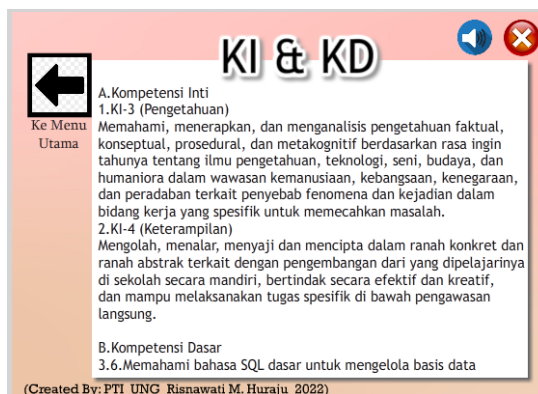 KI & KD
Ke Menu
Utama
A.Kompetensi Inti
1.KI-3 (Pengetahuan)
Memahami, menerapkan, dan menganalisis pengetahuan faktual,
konseptual, prosedural, dan metakognitif berdasarkan rasa ingin
tahunya tentang ilmu pengetahuan, teknologi, seni, budaya, dan
humaniora dalam wawasan kemanusiaan, kebangsaan, kenegaraan,
dan peradaban terkait penyebab fenomena dan kejadian dalam
bidang kerja yang spesifik untuk memecahkan masalah.
2.KI-4 (Keterampilan)
Mengolah, menalar, menyaji dan mencipta dalam ranah konkret dan
ranah abstrak terkait dengan pengembangan dari yang dipelajarinya
di sekolah secara mandiri, bertindak secara efektif dan kreatif,
dan mampu melaksanakan tugas spesifik di bawah pengawasan
langsung.
B.Kompetensi Dasar
3.6.Memahami bahasa SQL dasar untuk mengelola basis data
(Created By: PTI_UNG_Risnawati M. Huraju_2022)